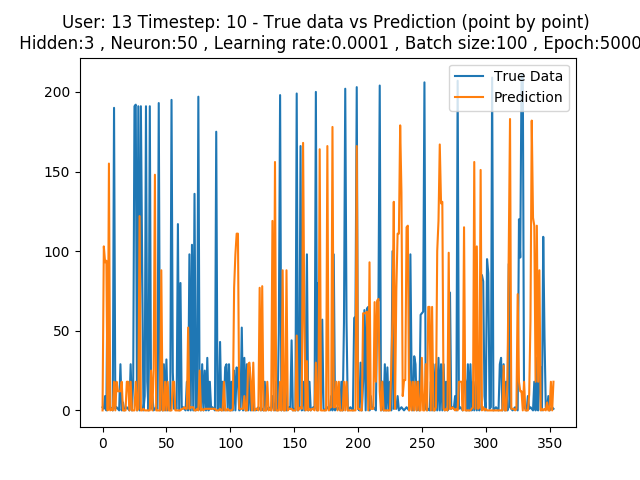 User: 13 Timestep: 10 - True data vs Prediction (point by point)
Hidden:3 , Neuron:50 , Learning rate:0.0001 , Batch size:100 , Epoch:5000
True Data
Prediction
200
150
100
50
0
0 50 100 150 200 250 300 350